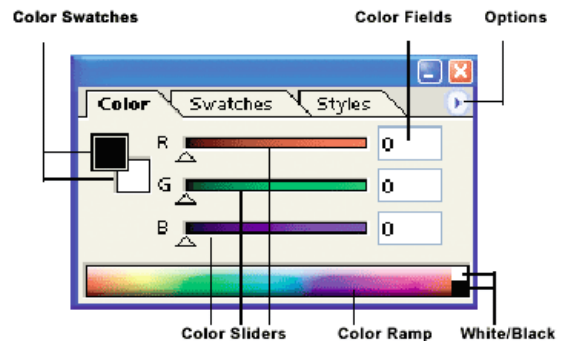 Color Swatches Color Fields Options
Color Swatches Styles
R 0
G 0
B 0
Color Sliders Color Ramp White/Black